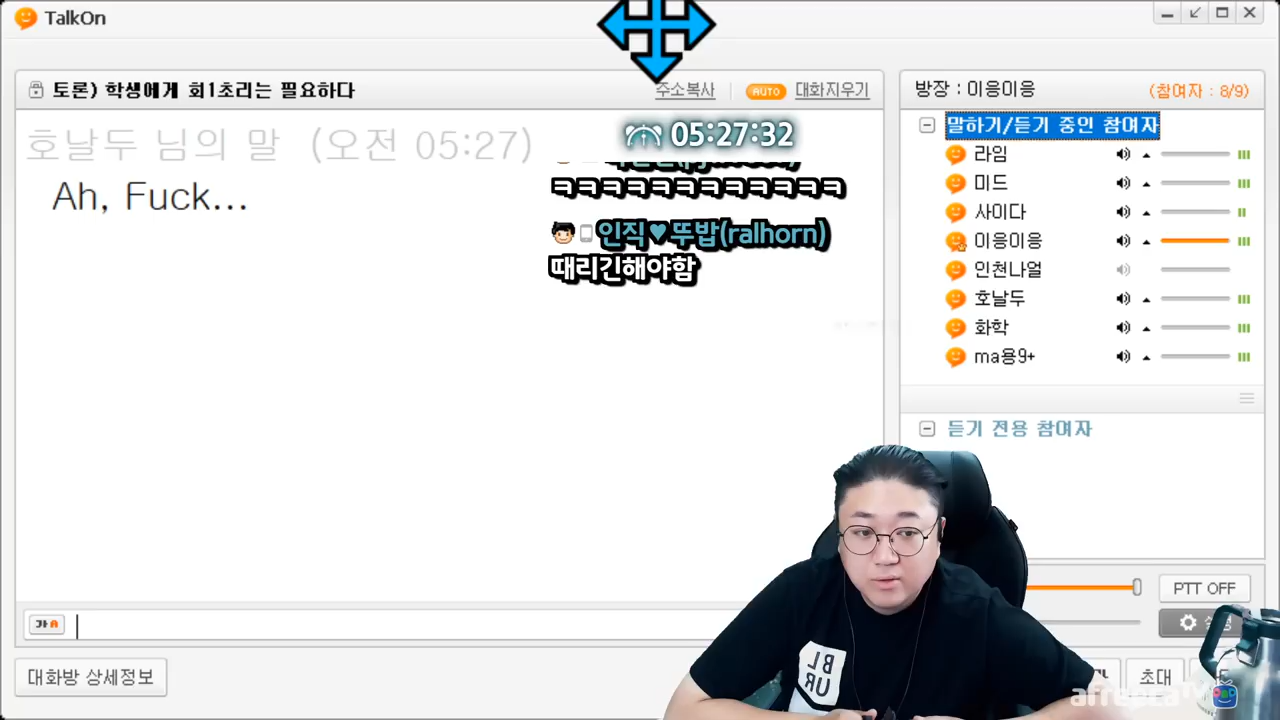 TalkOn
토론) 학생에게 회1초리는 필요하다
주소복사
AUTO
대화지우기
호날두 님의 말 (오전 05:27)
Ah, Fuck...
05:27:32
ㅋㅋㅋㅋㅋㅋㅋㅋㅋㅋㅋㅋ
인직♥뚜밥(ralhorn)
때리긴해야함
방장 : 이응이응
(참여자 : 8/9)
말하기/듣기 중인 참여자
라임
미드
사이다
이응이응
인천나얼
호날두
화학
ma용9+
듣기 전용 참여자
PTT OFF
가A
대화방 상세정보
초대
BL
UR